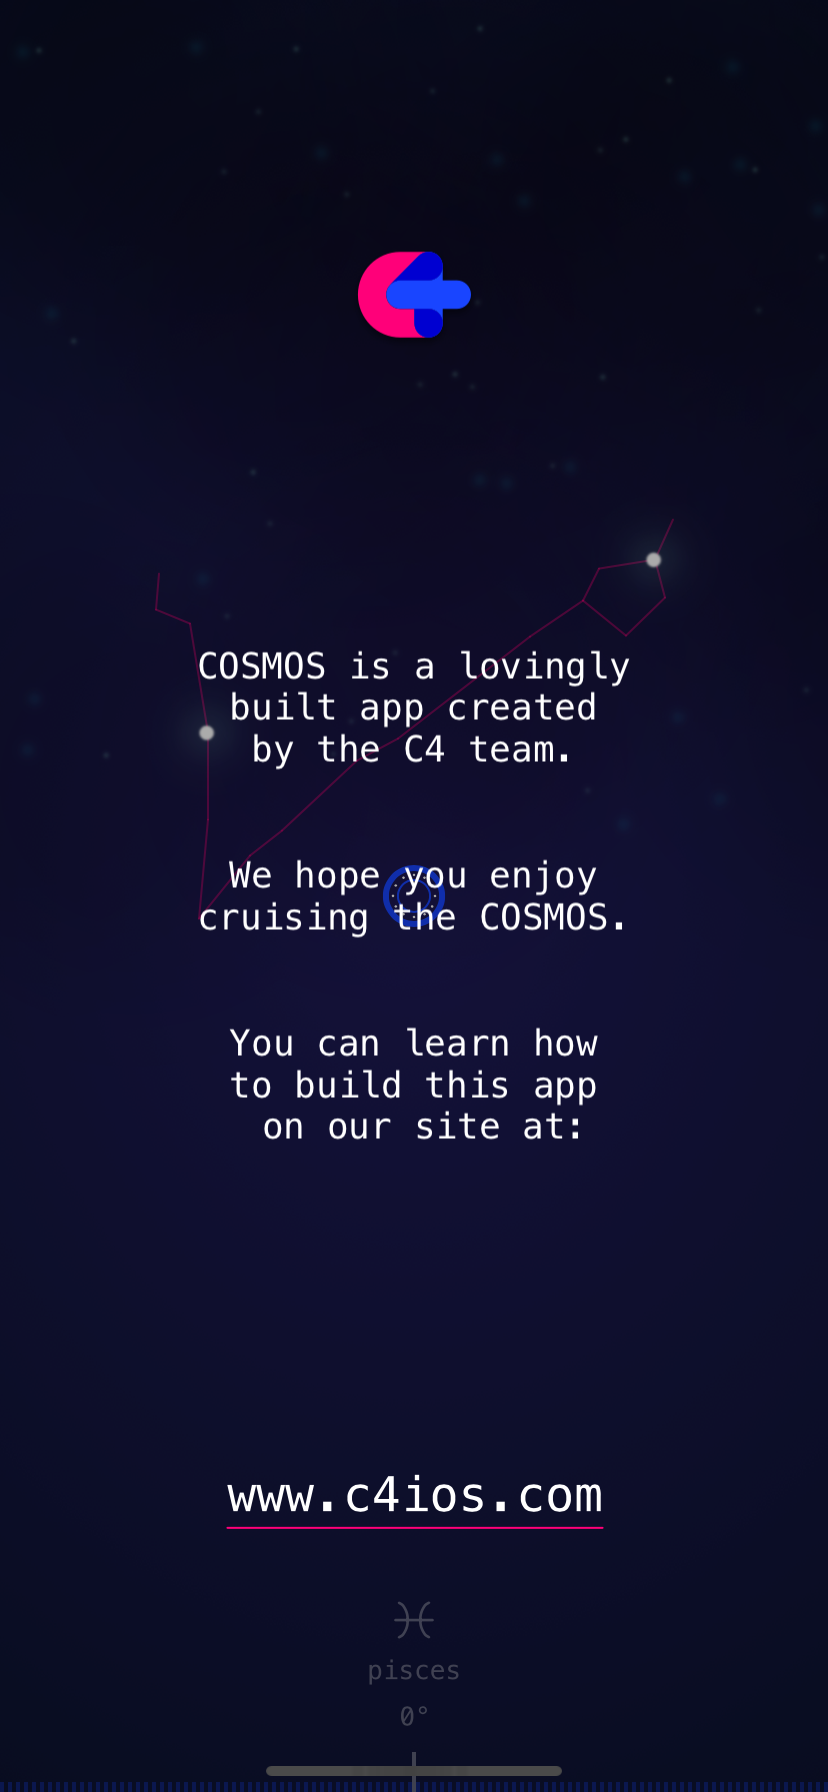 COSMOS is a lovingly
built app created
by the C4 team.
We hope you enjoy
cruising the COSMOS.
You can learn how
to build this app
on our site at:
www.c4ios.com
pisces
0°